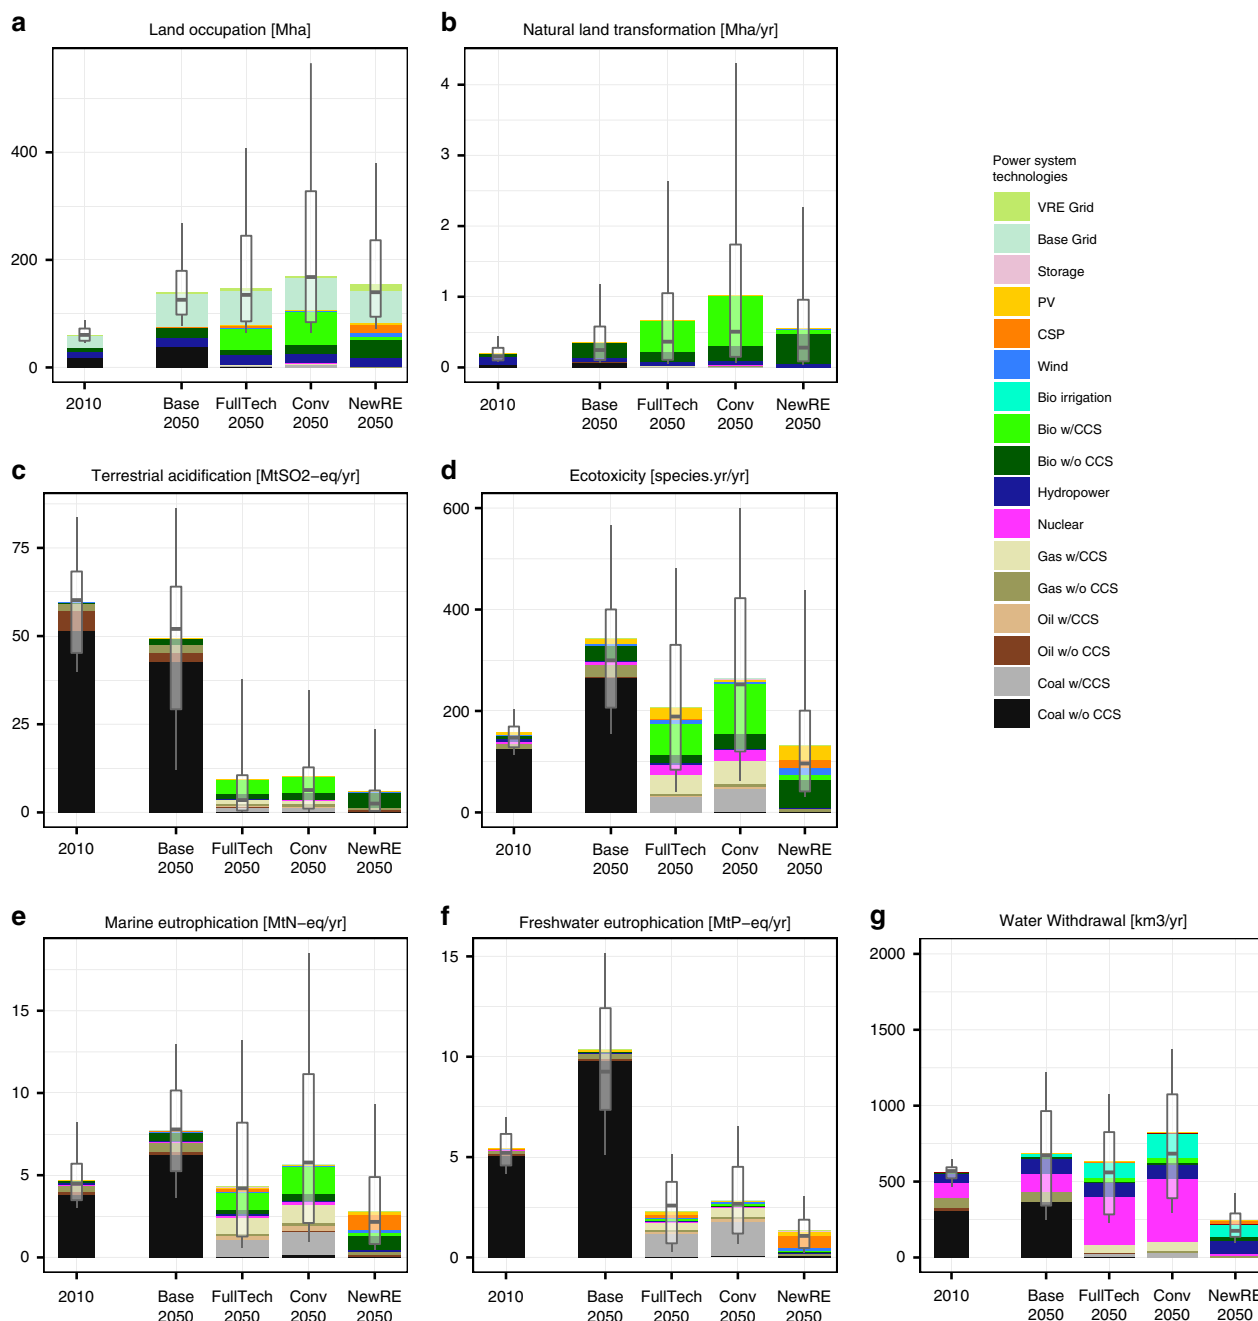 a
Land occupation [Mha]
400
200
0
2010
Base
2050
FullTech
2050
Conv
2050
NewRE
2050
b
Natural land transformation [Mha/yr]
4
3
2
1
0
2010
Base
2050
FullTech
2050
Conv
2050
NewRE
2050
Power system
technologies
VRE Grid
Base Grid
Storage
PV
CSP
Wind
Bio irrigation
Bio w/CCS
Bio w/o CCS
Hydropower
Nuclear
Gas w/CCS
Gas w/o CCS
Oil w/CCS
Oil w/o CCS
Coal w/CCS
Coal w/o CCS
c
Terrestrial acidification [MtSO2−eq/yr]
75
50
25
0
2010
Base
2050
FullTech
2050
Conv
2050
NewRE
2050
d
Ecotoxicity [species.yr/yr]
600
400
200
0
2010
Base
2050
FullTech
2050
Conv
2050
NewRE
2050
e
Marine eutrophication [MtN−eq/yr]
15
10
5
0
2010
Base
2050
FullTech
2050
Conv
2050
NewRE
2050
f
Freshwater eutrophication [MtP−eq/yr]
15
10
5
0
2010
Base
2050
FullTech
2050
Conv
2050
NewRE
2050
g
Water Withdrawal [km3/yr]
2000
1500
1000
500
0
2010
Base
2050
FullTech
2050
Conv
2050
NewRE
2050